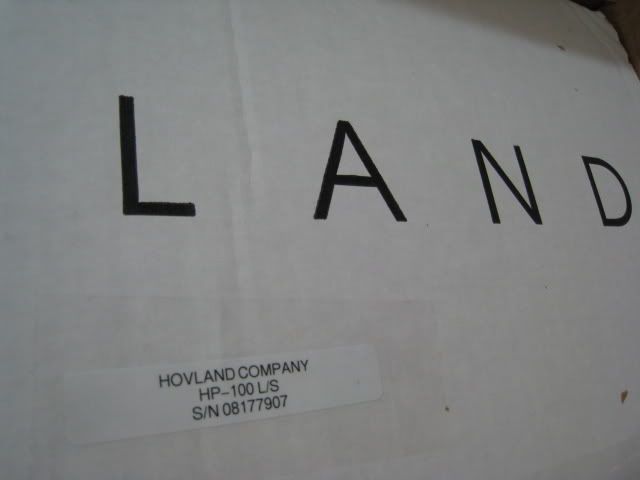 L A N D
HOVLAND COMPANY
HP-100 L/S
S/N 08177907